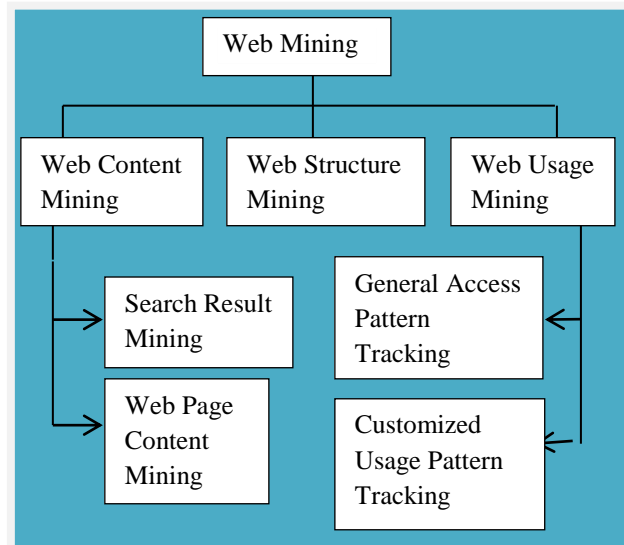 Web Mining
Web Content
Mining
Web Structure
Mining
Web Usage
Mining
Search Result
Mining
Web Page
Content
Mining
General Access
Pattern
Tracking
Customized
Usage Pattern
Tracking